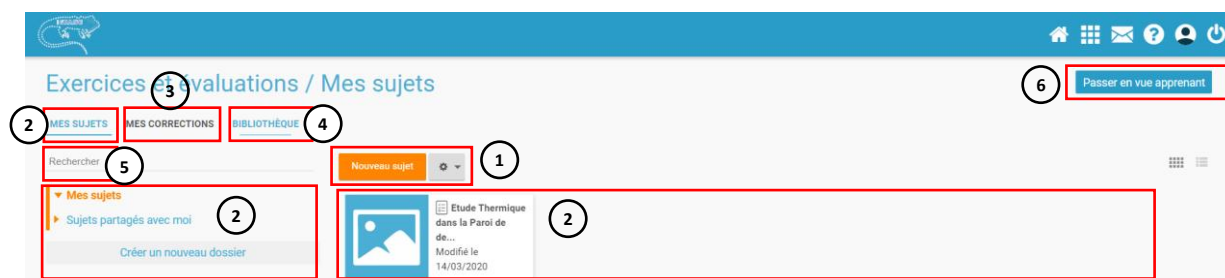 Exercices et évaluations / Mes sujets
6
Passer en vue apprenant
3
2
MES SUJETS
MES CORRECTIONS
BIBLIOTHÈQUE
4
Rechercher
5
Nouveau sujet
1
Mes sujets
Sujets partagés avec moi
2
Créer un nouveau dossier
Etude Thermique
dans la Paroi de
de...
Modifié le
14/03/2020
2